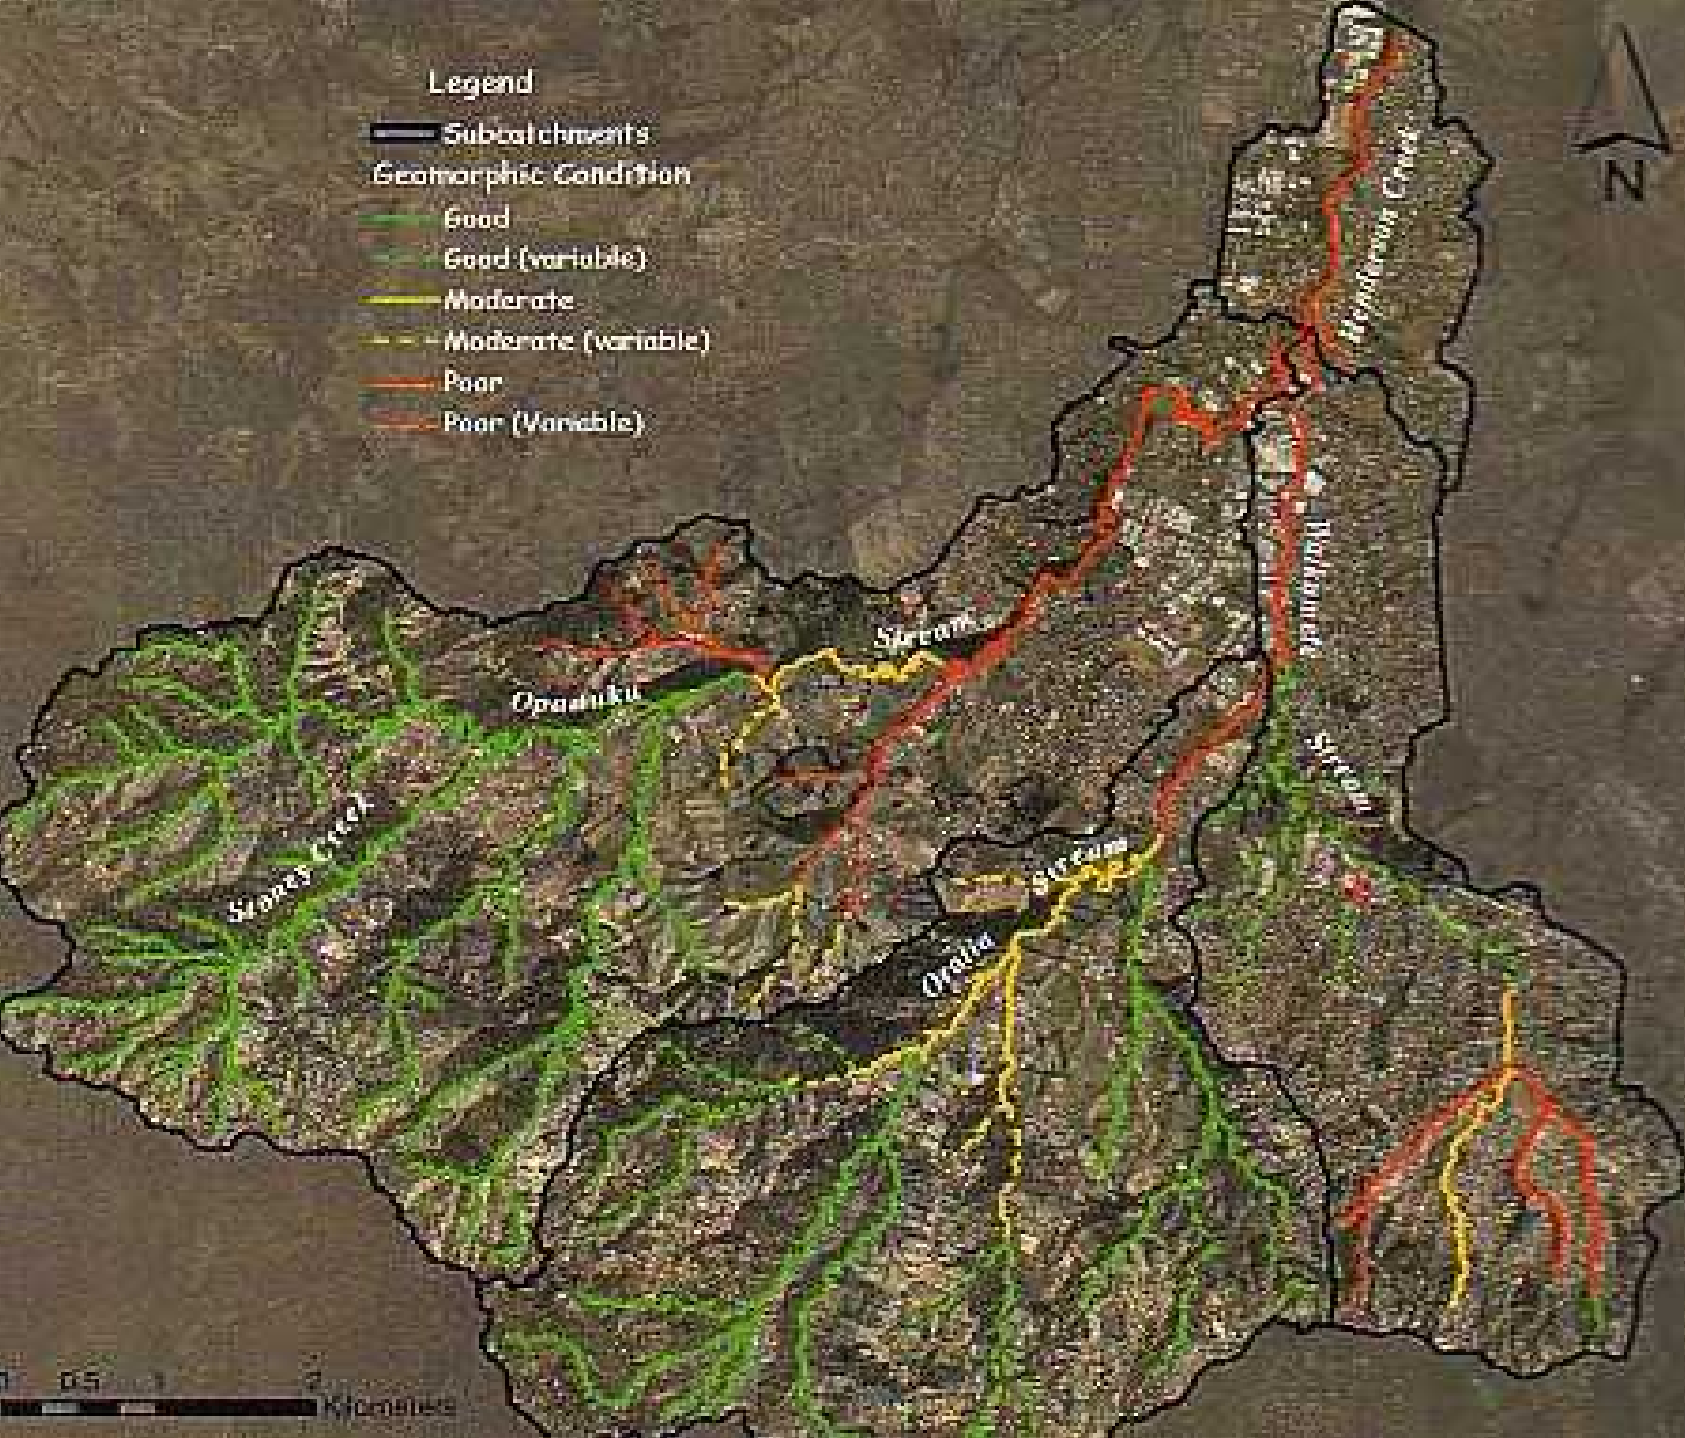 Legend
Subcatchments
Geomorphic Condition
Good
Good (variable)
Moderate
Moderate (variable)
Poor
Poor (Variable)
N
Henderson Creek
Stream
Opanuku
Stream
Stoney Creek
Stream
Oratia
0.5 1 2
Kilometers